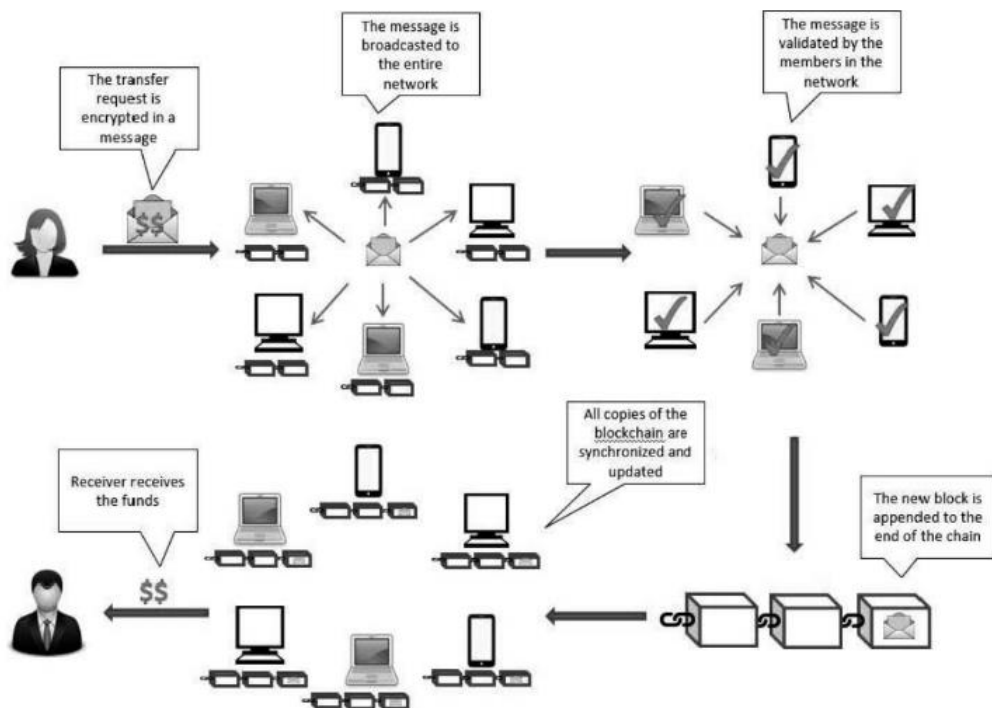 The transfer
request is
encrypted in a
message
$$
The message is
broadcasted to
the entire
network
The message is
validated by the
members in the
network
The new block is
appended to the
end of the chain
All copies of the
blockchain are
synchronized and
updated
Receiver receives
the funds
$$